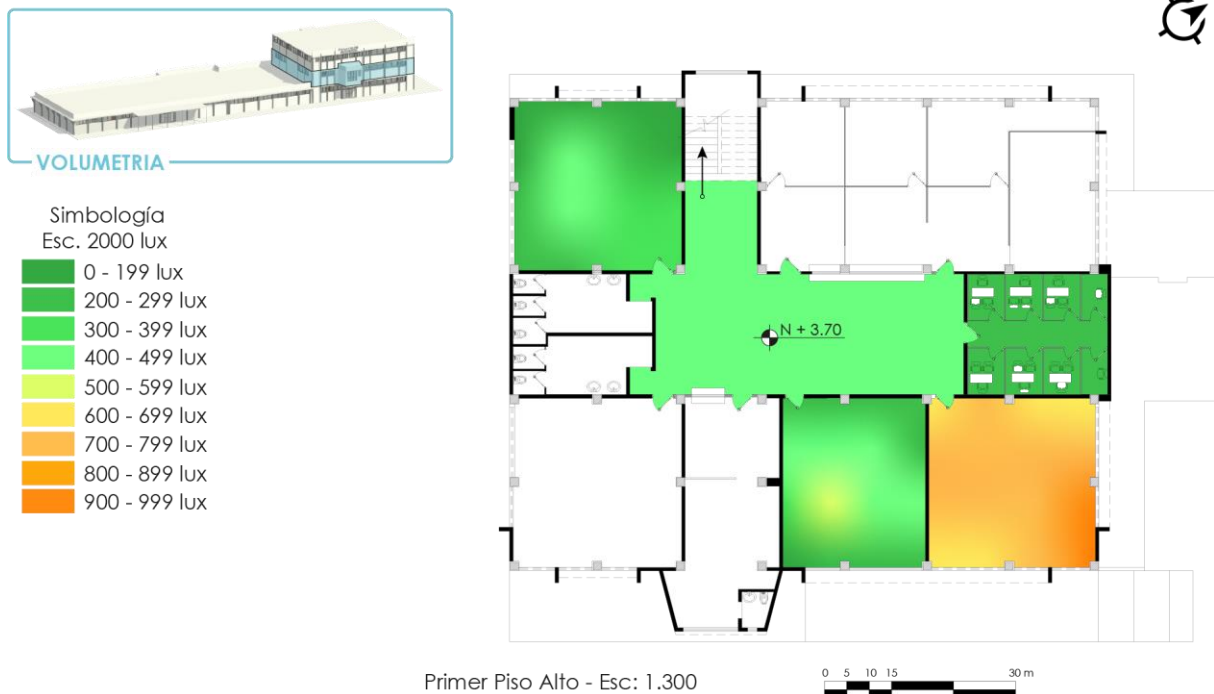 VOLUMETRIA
Simbología
Esc. 2000 lux
0 - 199 lux
200 - 299 lux
300 - 399 lux
400 - 499 lux
500 - 599 lux
600 - 699 lux
700 - 799 lux
800 - 899 lux
900 - 999 lux
N + 3.70
Primer Piso Alto - Esc: 1.300
0 5 10 15 30 m